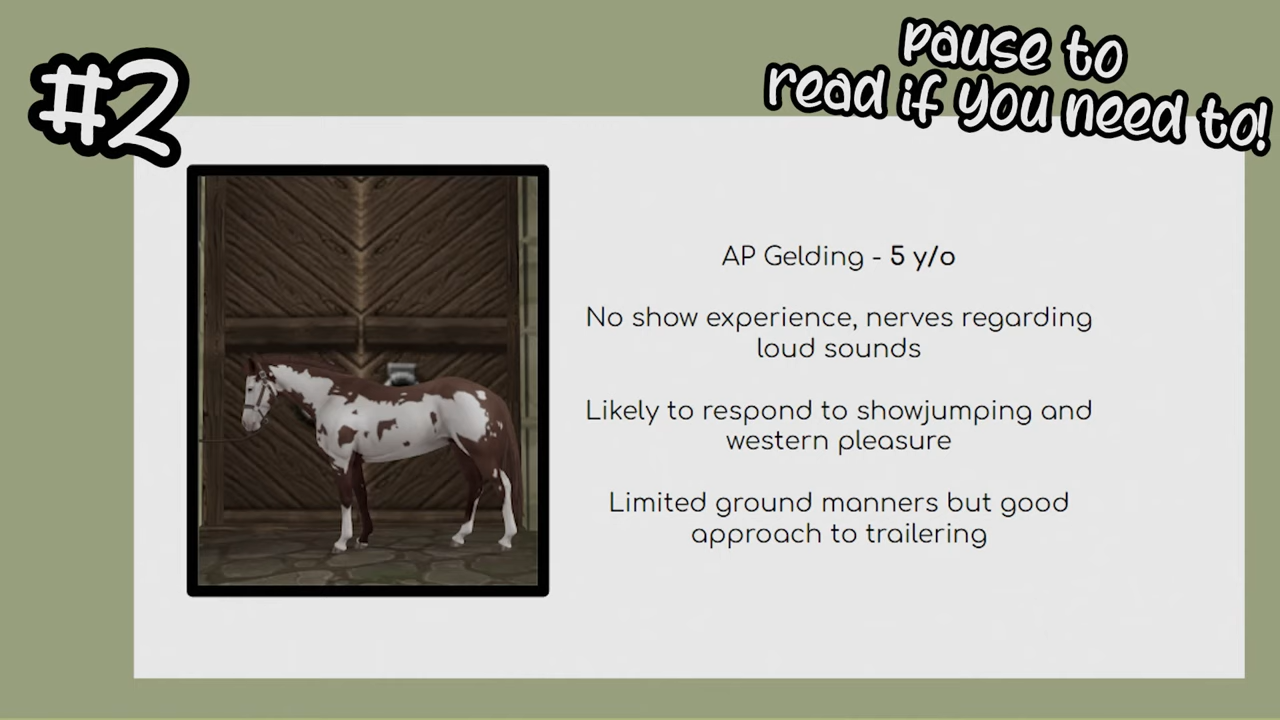 #2
pause to
read if you need to!
AP Gelding - 5 y/o
No show experience, nerves regarding
loud sounds
Likely to respond to showjumping and
western pleasure
Limited ground manners but good
approach to trailering